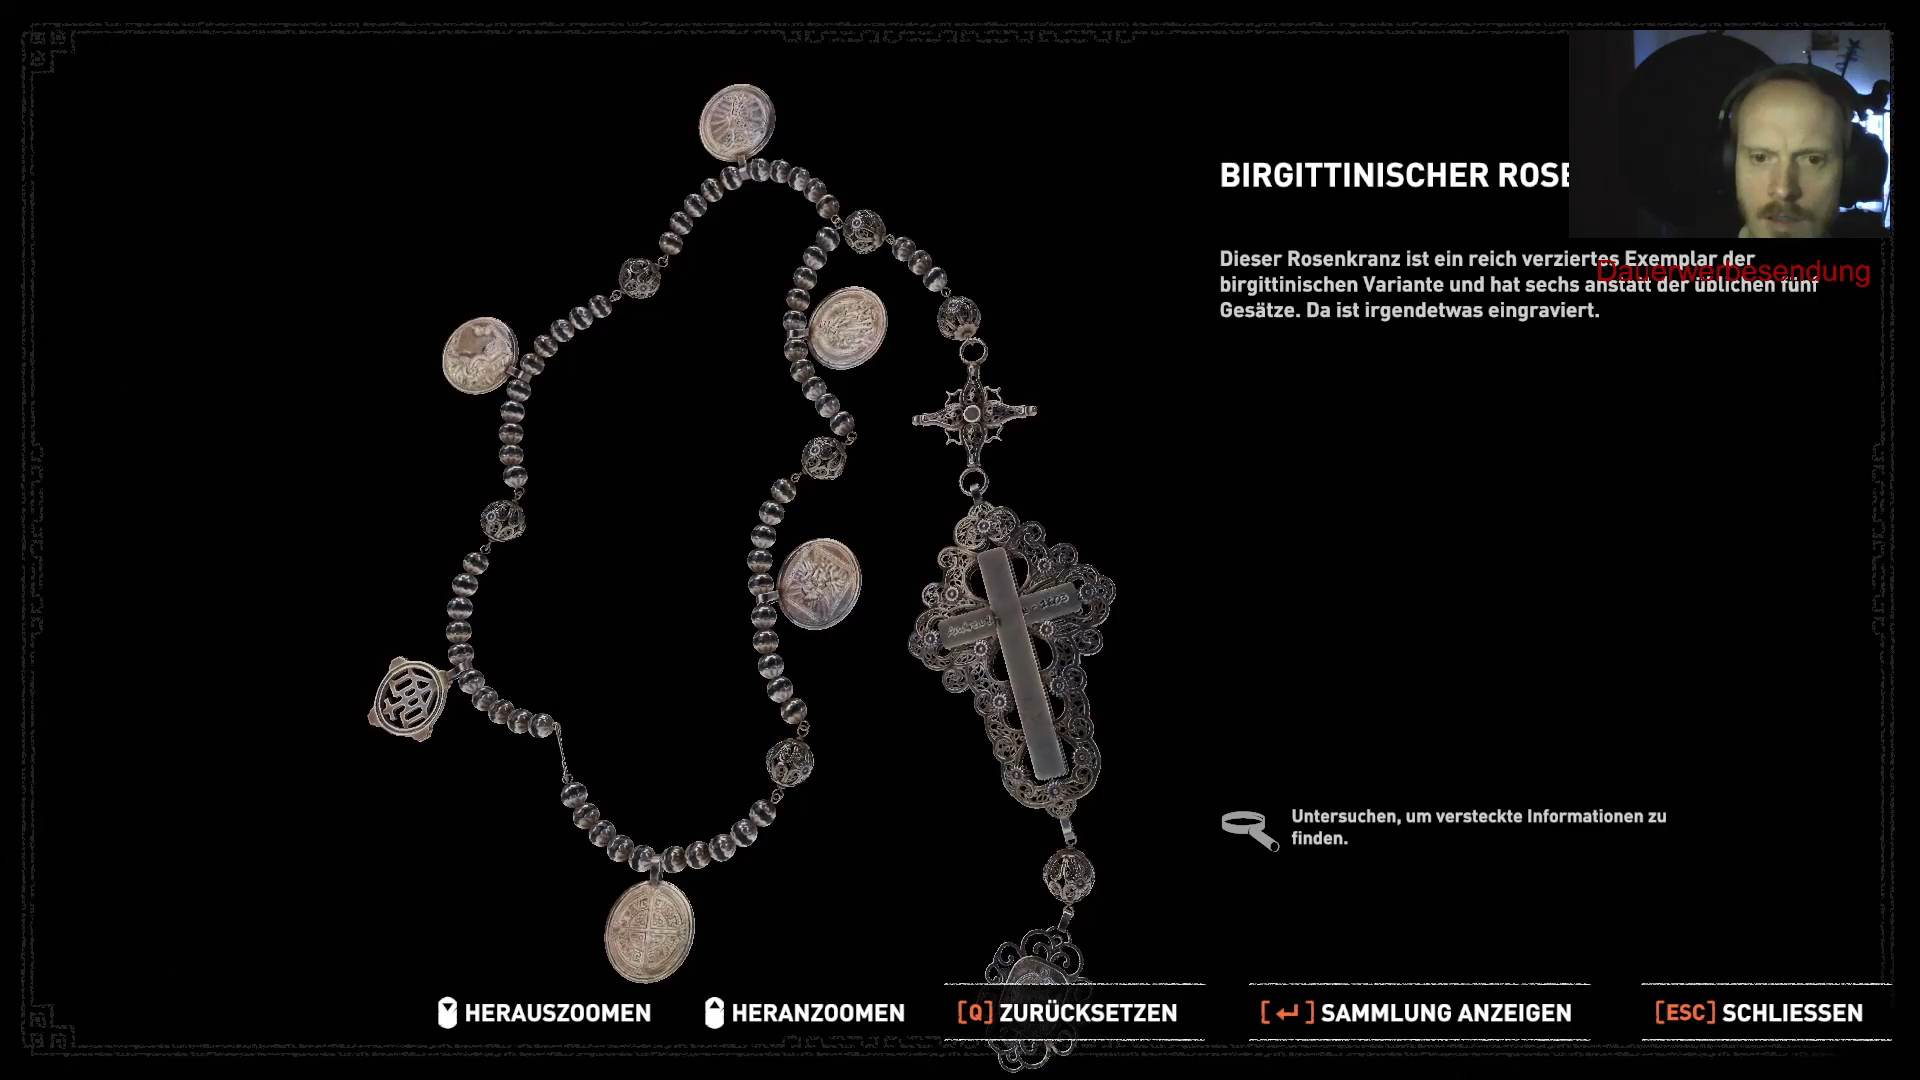 BIRGITTINISCHER
Dieser Rosenkranz ist ein reich verziertes Exemplar der
Dauerwerbesendung
birgittinischen Variante und hat sechs anstatt der üblichen fünf
Gesätze. Da ist irgendetwas eingraviert.
Untersuchen, um versteckte Informationen zu
finden.
HERAUSZOOMEN
HERANZOOMEN
[Q] ZURÜCKSETZEN
[↵] SAMMLUNG ANZEIGEN
[ESC] SCHLIESSEN